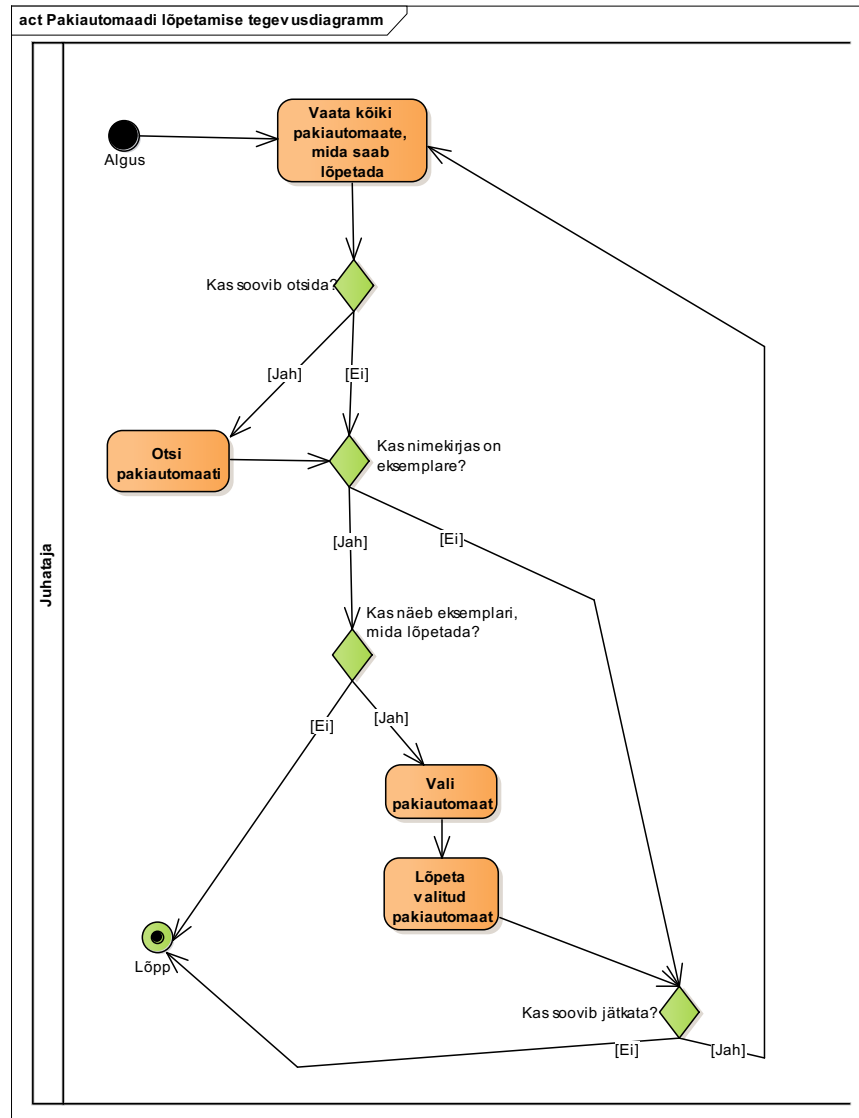 act Pakiautomaadi lõpetamise tegevusdiagramm
Juhataja
Algus
Vaata kõiki
pakiautomaate,
mida saab
lõpetada
Kas soovib otsida?
[Jah]
[Ei]
Otsi
pakiautomaati
Kas nimekirjas on
eksemplare?
[Jah]
[Ei]
Kas näeb eksemplari,
mida lõpetada?
[Ei]
[Jah]
Vali
pakiautomaat
Lõpeta
valitud
pakiautomaat
Lõpp
Kas soovib jätkata?
[Ei]
[Jah]